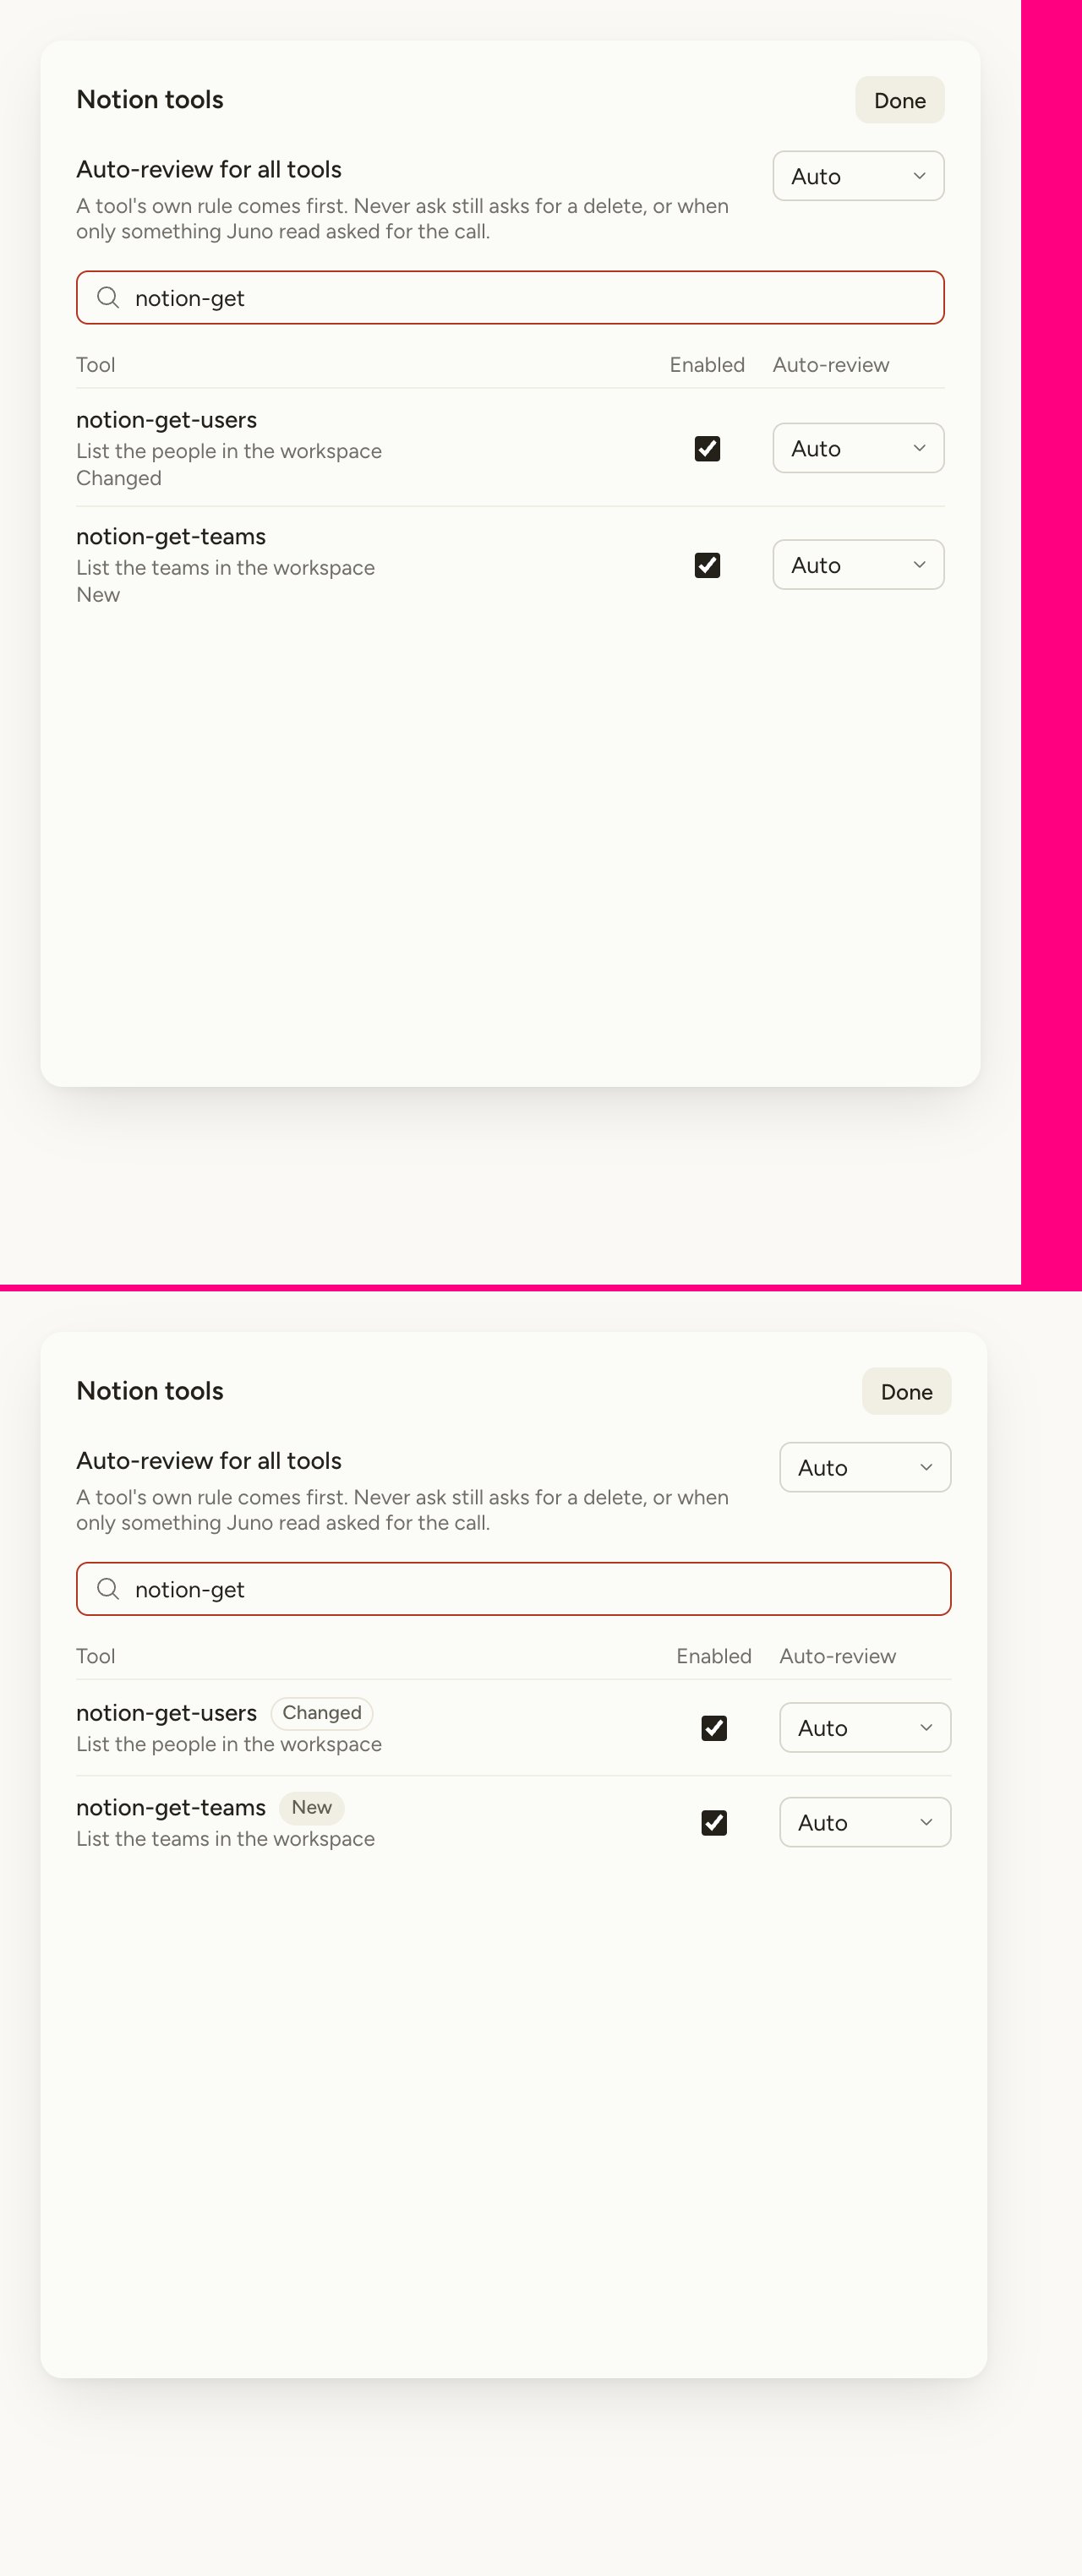 Notion tools
Done
Auto-review for all tools
Auto
A tool's own rule comes first. Never ask still asks for a delete, or when
only something Juno read asked for the call.
notion-get
Tool Enabled Auto-review
notion-get-users
List the people in the workspace
Changed
Auto
notion-get-teams
List the teams in the workspace
New
Auto
Notion tools
Done
Auto-review for all tools
Auto
A tool's own rule comes first. Never ask still asks for a delete, or when
only something Juno read asked for the call.
notion-get
Tool Enabled Auto-review
notion-get-users Changed
List the people in the workspace
Auto
notion-get-teams New
List the teams in the workspace
Auto